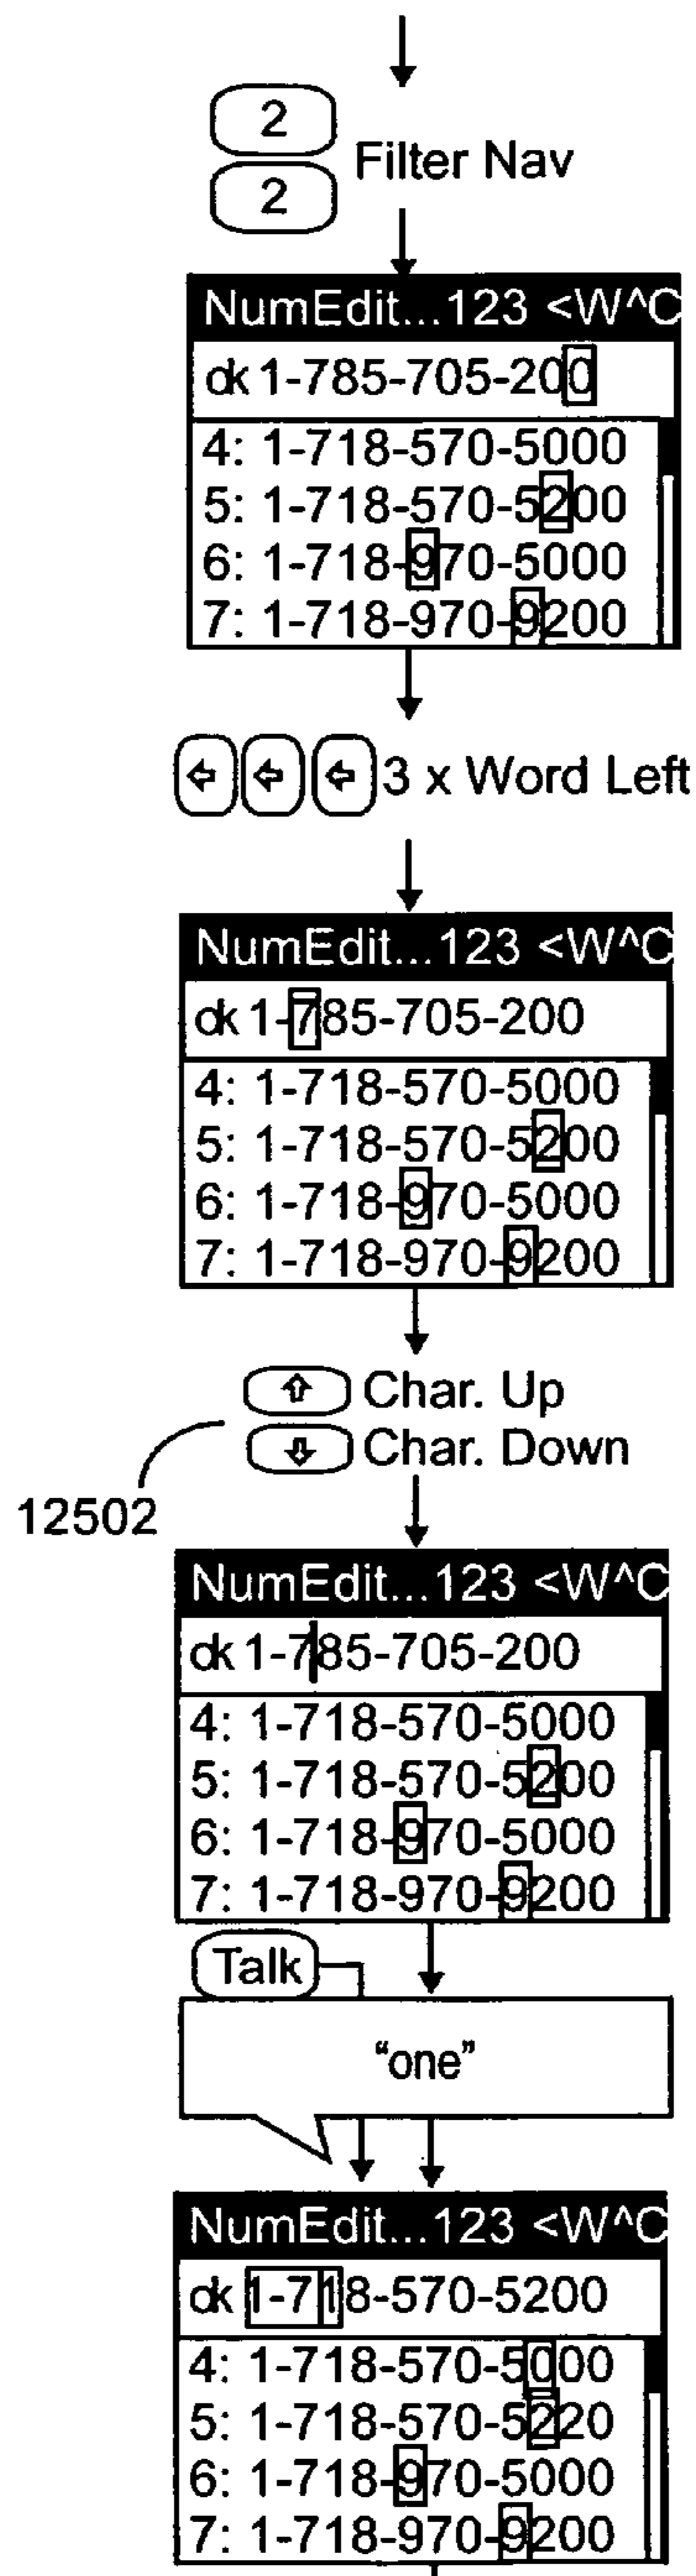 2
2
Filter Nav
NumEdit...123 <W^C
ok 1-785-705-200
4: 1-718-570-5000
5: 1-718-570-5200
6: 1-718-970-5000
7: 1-718-970-9200
3 x Word Left
NumEdit...123 <W^C
ok 1-785-705-200
4: 1-718-570-5000
5: 1-718-570-5200
6: 1-718-970-5000
7: 1-718-970-9200
Char. Up
Char. Down
12502
NumEdit...123 <W^C
ok 1-785-705-200
4: 1-718-570-5000
5: 1-718-570-5200
6: 1-718-970-5000
7: 1-718-970-9200
Talk
“one”
NumEdit...123 <W^C
ok 1-718-570-5200
4: 1-718-570-5000
5: 1-718-570-5220
6: 1-718-970-5000
7: 1-718-970-9200